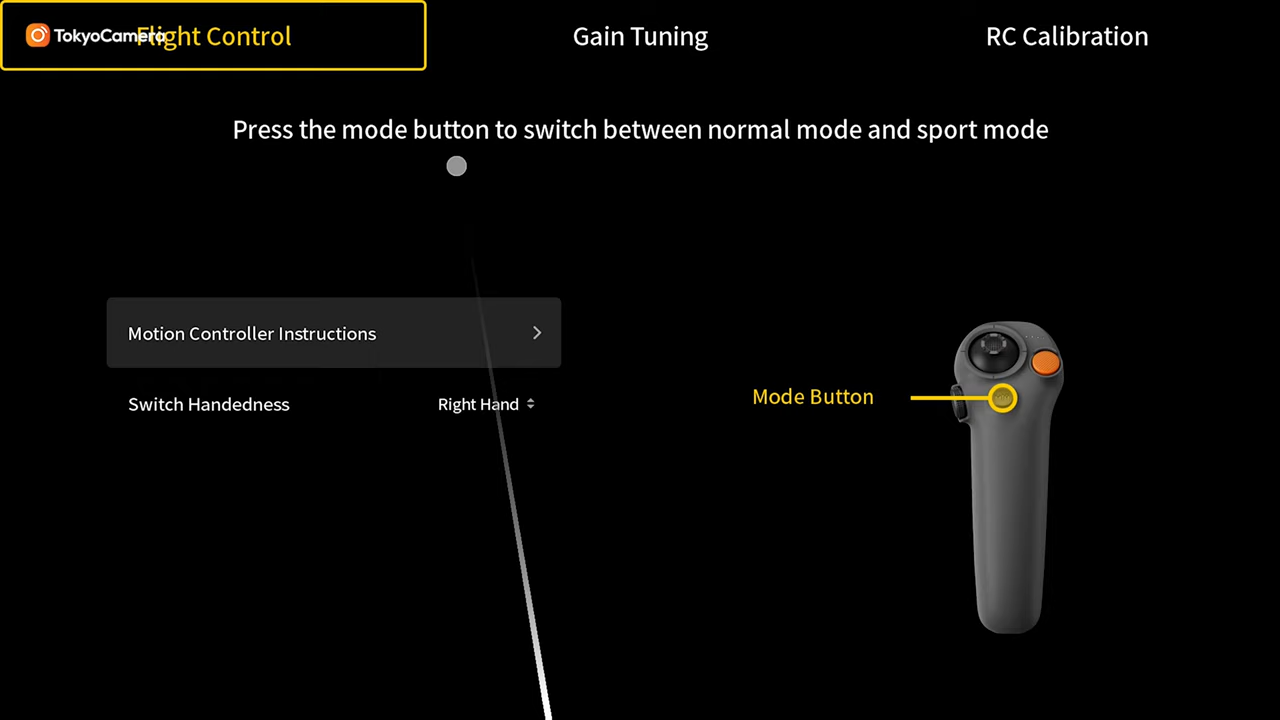 TokyoCamera
Flight Control
Gain Tuning
RC Calibration
Press the mode button to switch between normal mode and sport mode
Motion Controller Instructions
Switch Handedness
Right Hand
Mode Button